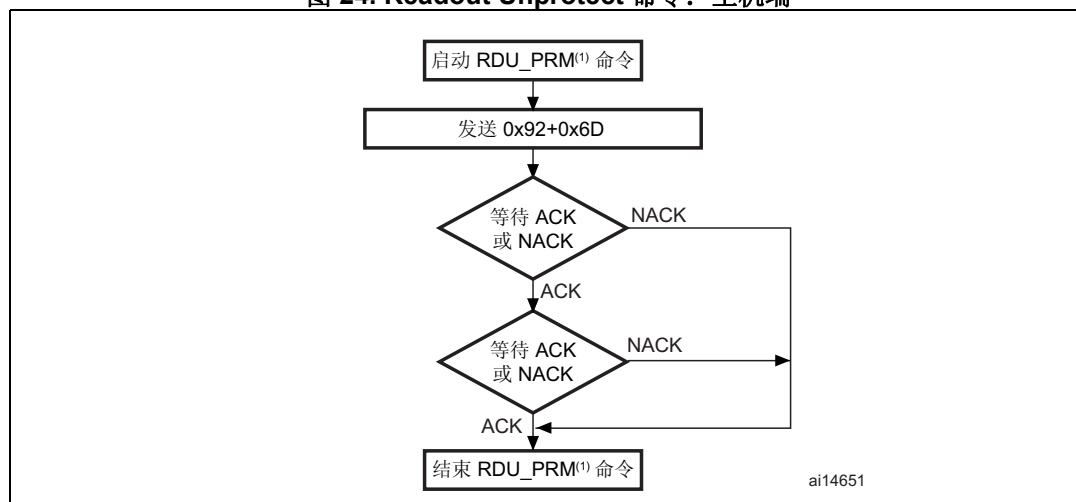 图 24. Readout Unprotect 命令：主机端
启动 RDU_PRM⁽¹⁾ 命令
发送 0x92+0x6D
等待 ACK
或 NACK
NACK
ACK
等待 ACK
或 NACK
NACK
ACK
结束 RDU_PRM⁽¹⁾ 命令
ai14651